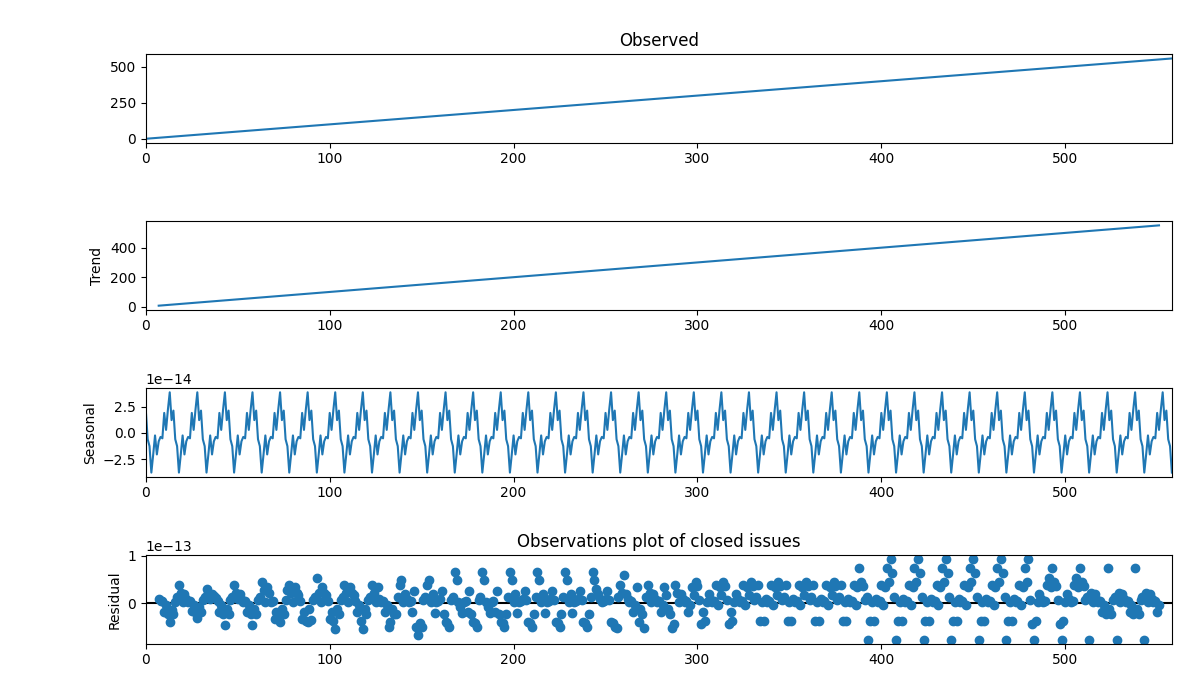 Observed
500
250
0
0 100 200 300 400 500
Trend
400
200
0
0 100 200 300 400 500
1e−14
Seasonal
2.5
0.0
−2.5
0 100 200 300 400 500
Observations plot of closed issues
1e−13
Residual
1
0
0 100 200 300 400 500